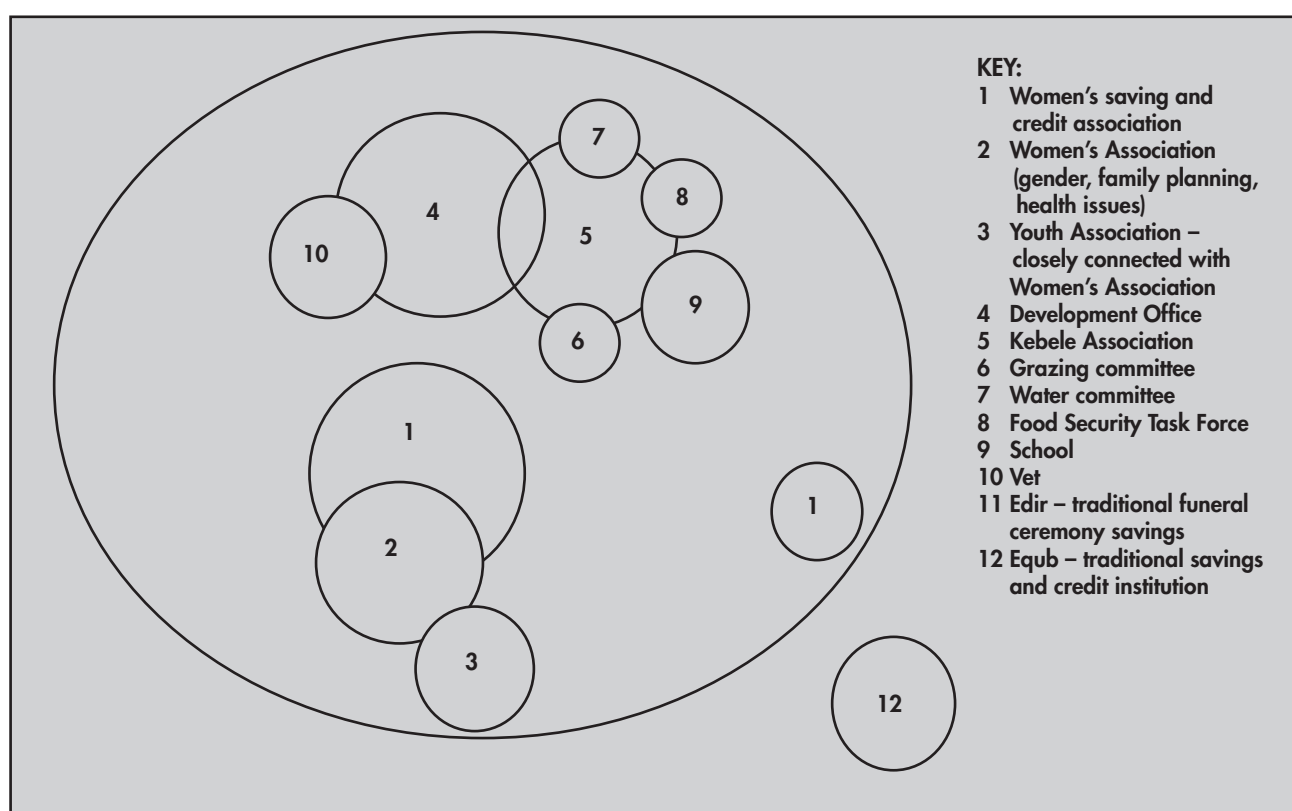 7
8
4
5
10
9
6
1
2
1
3
12
KEY:
1 Women's saving and
credit association
2 Women's Association
(gender, family planning,
health issues)
3 Youth Association –
closely connected with
Women's Association
4 Development Office
5 Kebele Association
6 Grazing committee
7 Water committee
8 Food Security Task Force
9 School
10 Vet
11 Edir – traditional funeral
ceremony savings
12 Equb – traditional savings
and credit institution